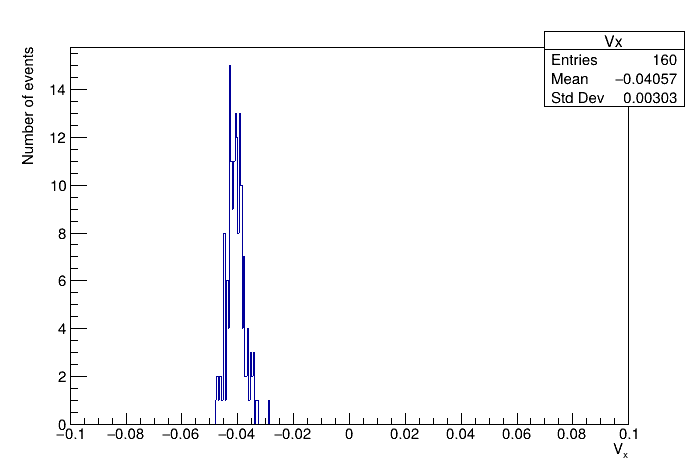 Vx
Entries 160
Mean −0.04057
Std Dev 0.00303
Number of events
14
12
10
8
6
4
2
0
−0.1 −0.08 −0.06 −0.04 −0.02 0 0.02 0.04 0.06 0.08 0.1
Vₓ